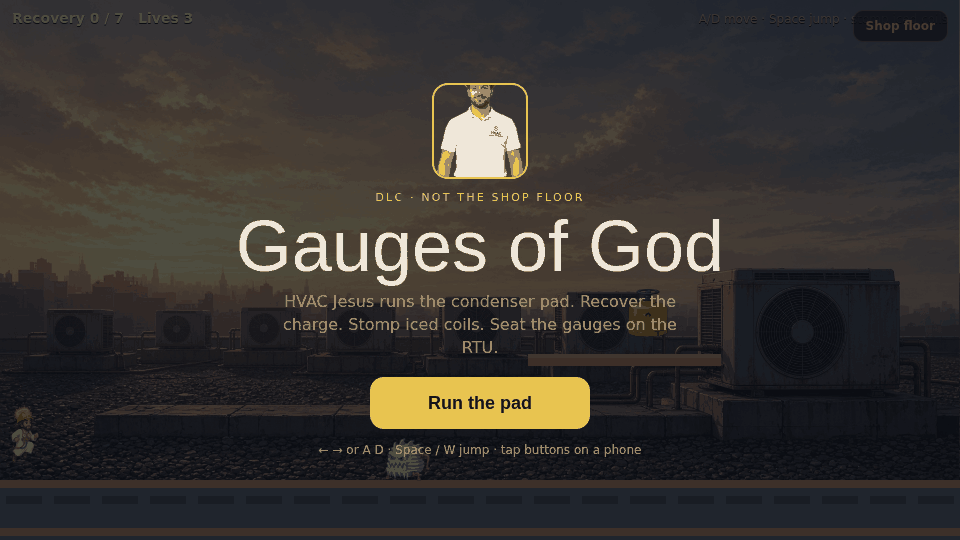 Recovery 0 / 7 Lives 3
A/D move · Space jump ·
Shop floor
DLC · NOT THE SHOP FLOOR
Gauges of God
HVAC Jesus runs the condenser pad. Recover the
charge. Stomp iced coils. Seat the gauges on the
RTU.
Run the pad
← → or A D · Space / W jump · tap buttons on a phone